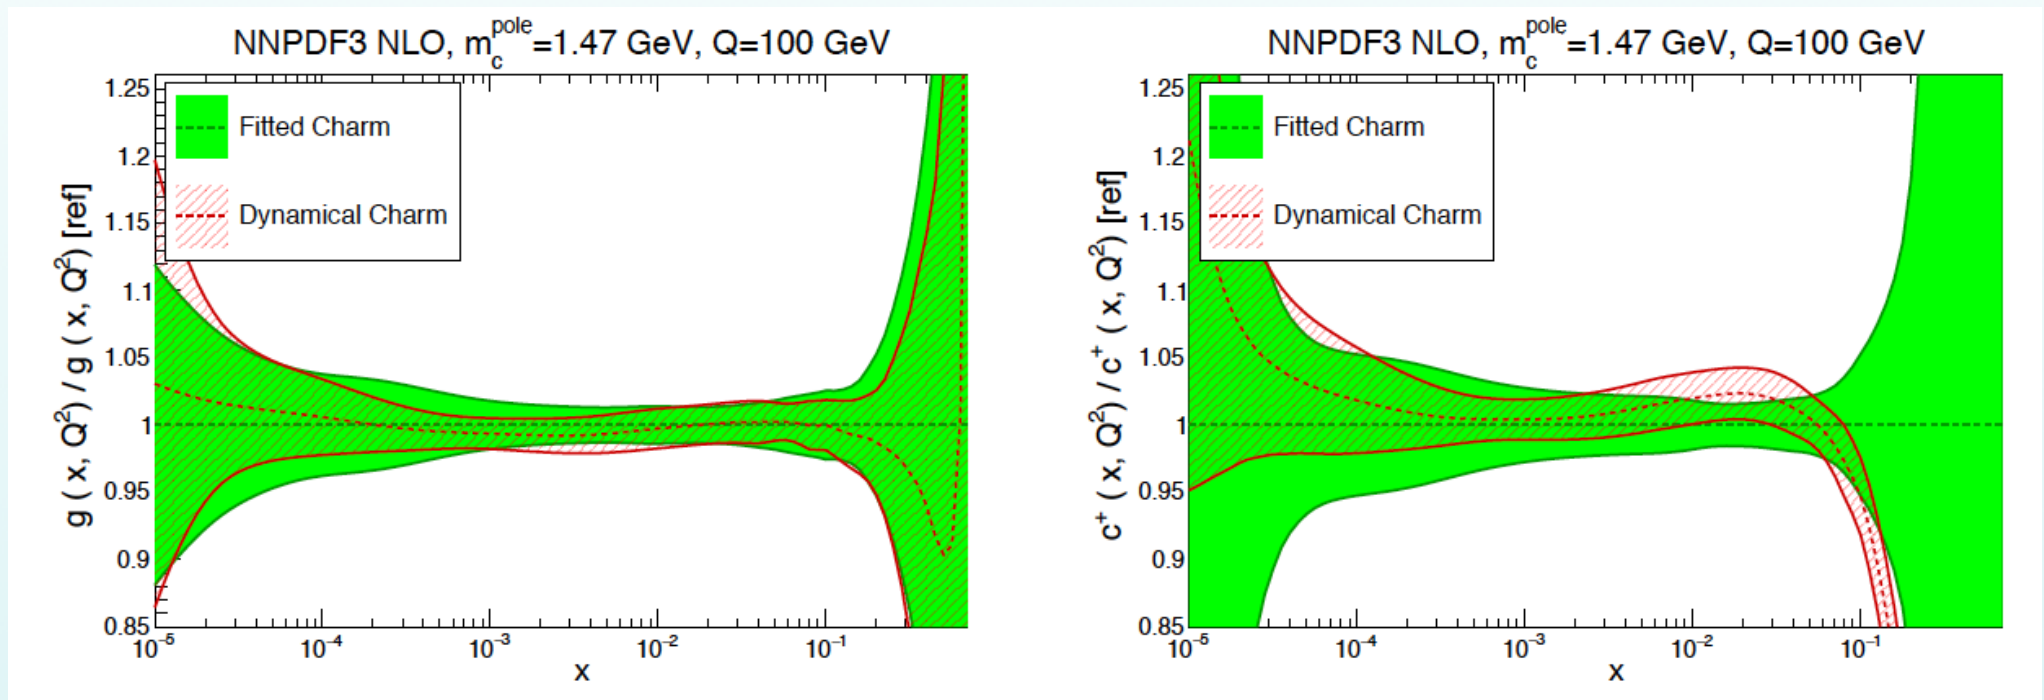 NNPDF3 NLO, m_c^pole=1.47 GeV, Q=100 GeV
g ( x, Q²) / g ( x, Q²) [ref]
1.25
1.2
1.15
1.1
1.05
1
0.95
0.9
0.85
Fitted Charm
Dynamical Charm
10⁻⁵ 10⁻⁴ 10⁻³ 10⁻² 10⁻¹
x
NNPDF3 NLO, m_c^pole=1.47 GeV, Q=100 GeV
c⁺ ( x, Q²) / c⁺ ( x, Q²) [ref]
1.25
1.2
1.15
1.1
1.05
1
0.95
0.9
0.85
Fitted Charm
Dynamical Charm
10⁻⁵ 10⁻⁴ 10⁻³ 10⁻² 10⁻¹
x